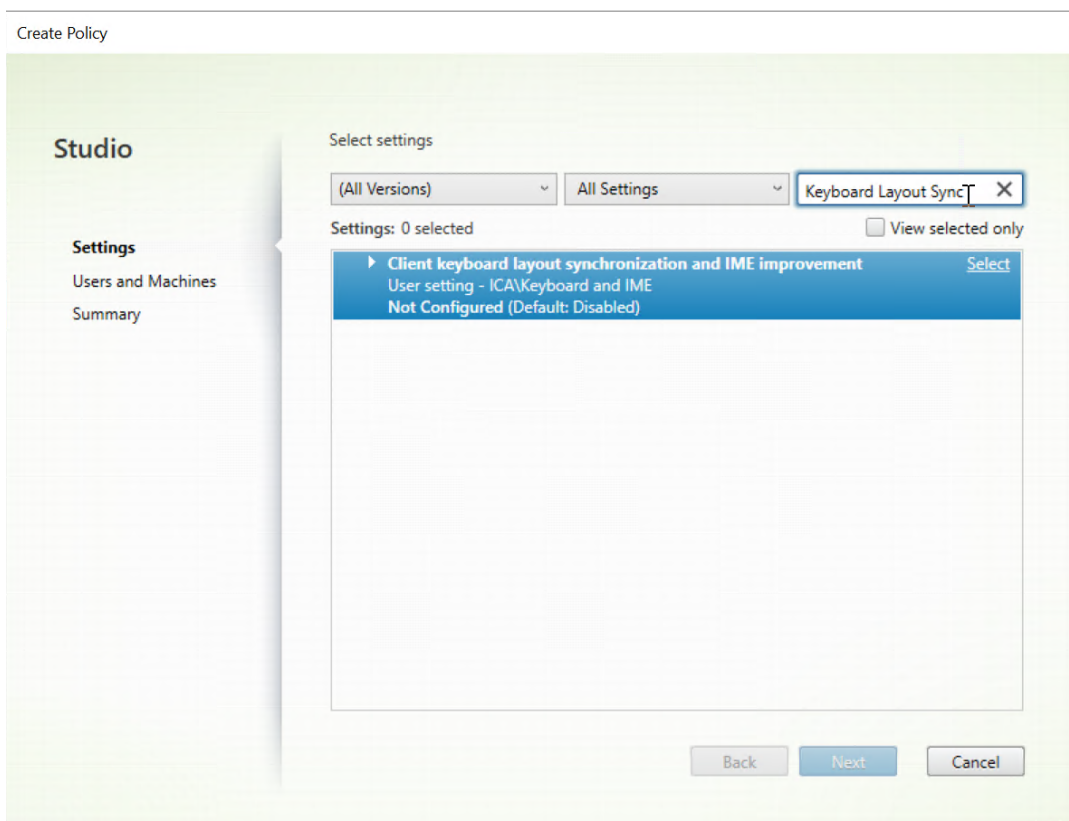 Create Policy
Studio
Settings
Users and Machines
Summary
Select settings
(All Versions)
All Settings
Keyboard Layout Sync
Settings: 0 selected
View selected only
Client keyboard layout synchronization and IME improvement
Select
User setting - ICA\Keyboard and IME
Not Configured (Default: Disabled)
Back
Next
Cancel